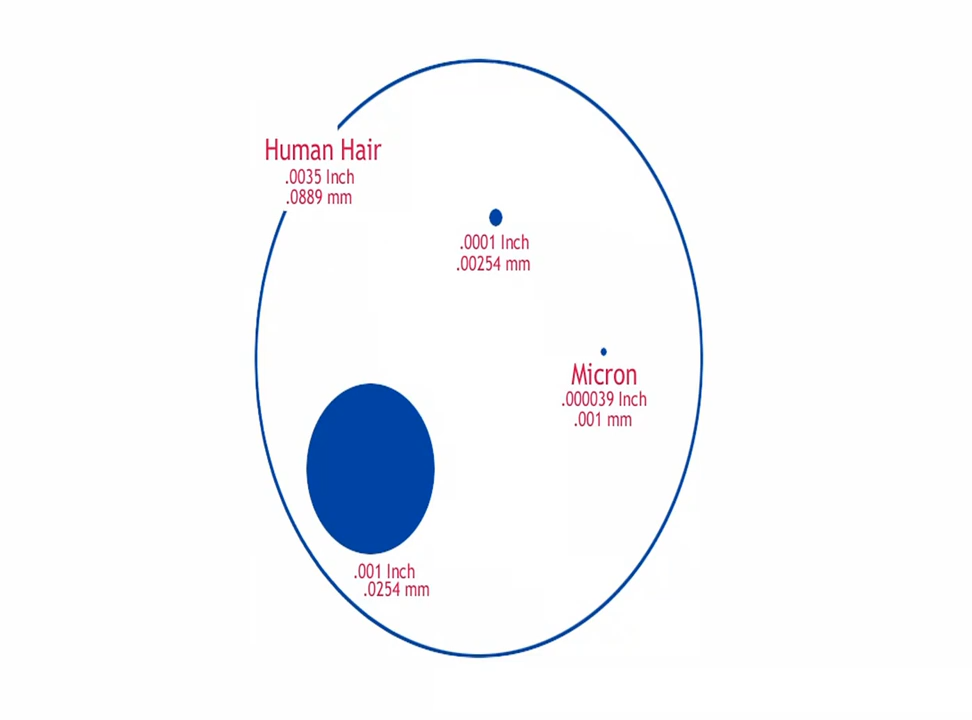 Human Hair
.0035 Inch
.0889 mm
.0001 Inch
.00254 mm
Micron
.000039 Inch
.001 mm
.001 Inch
.0254 mm